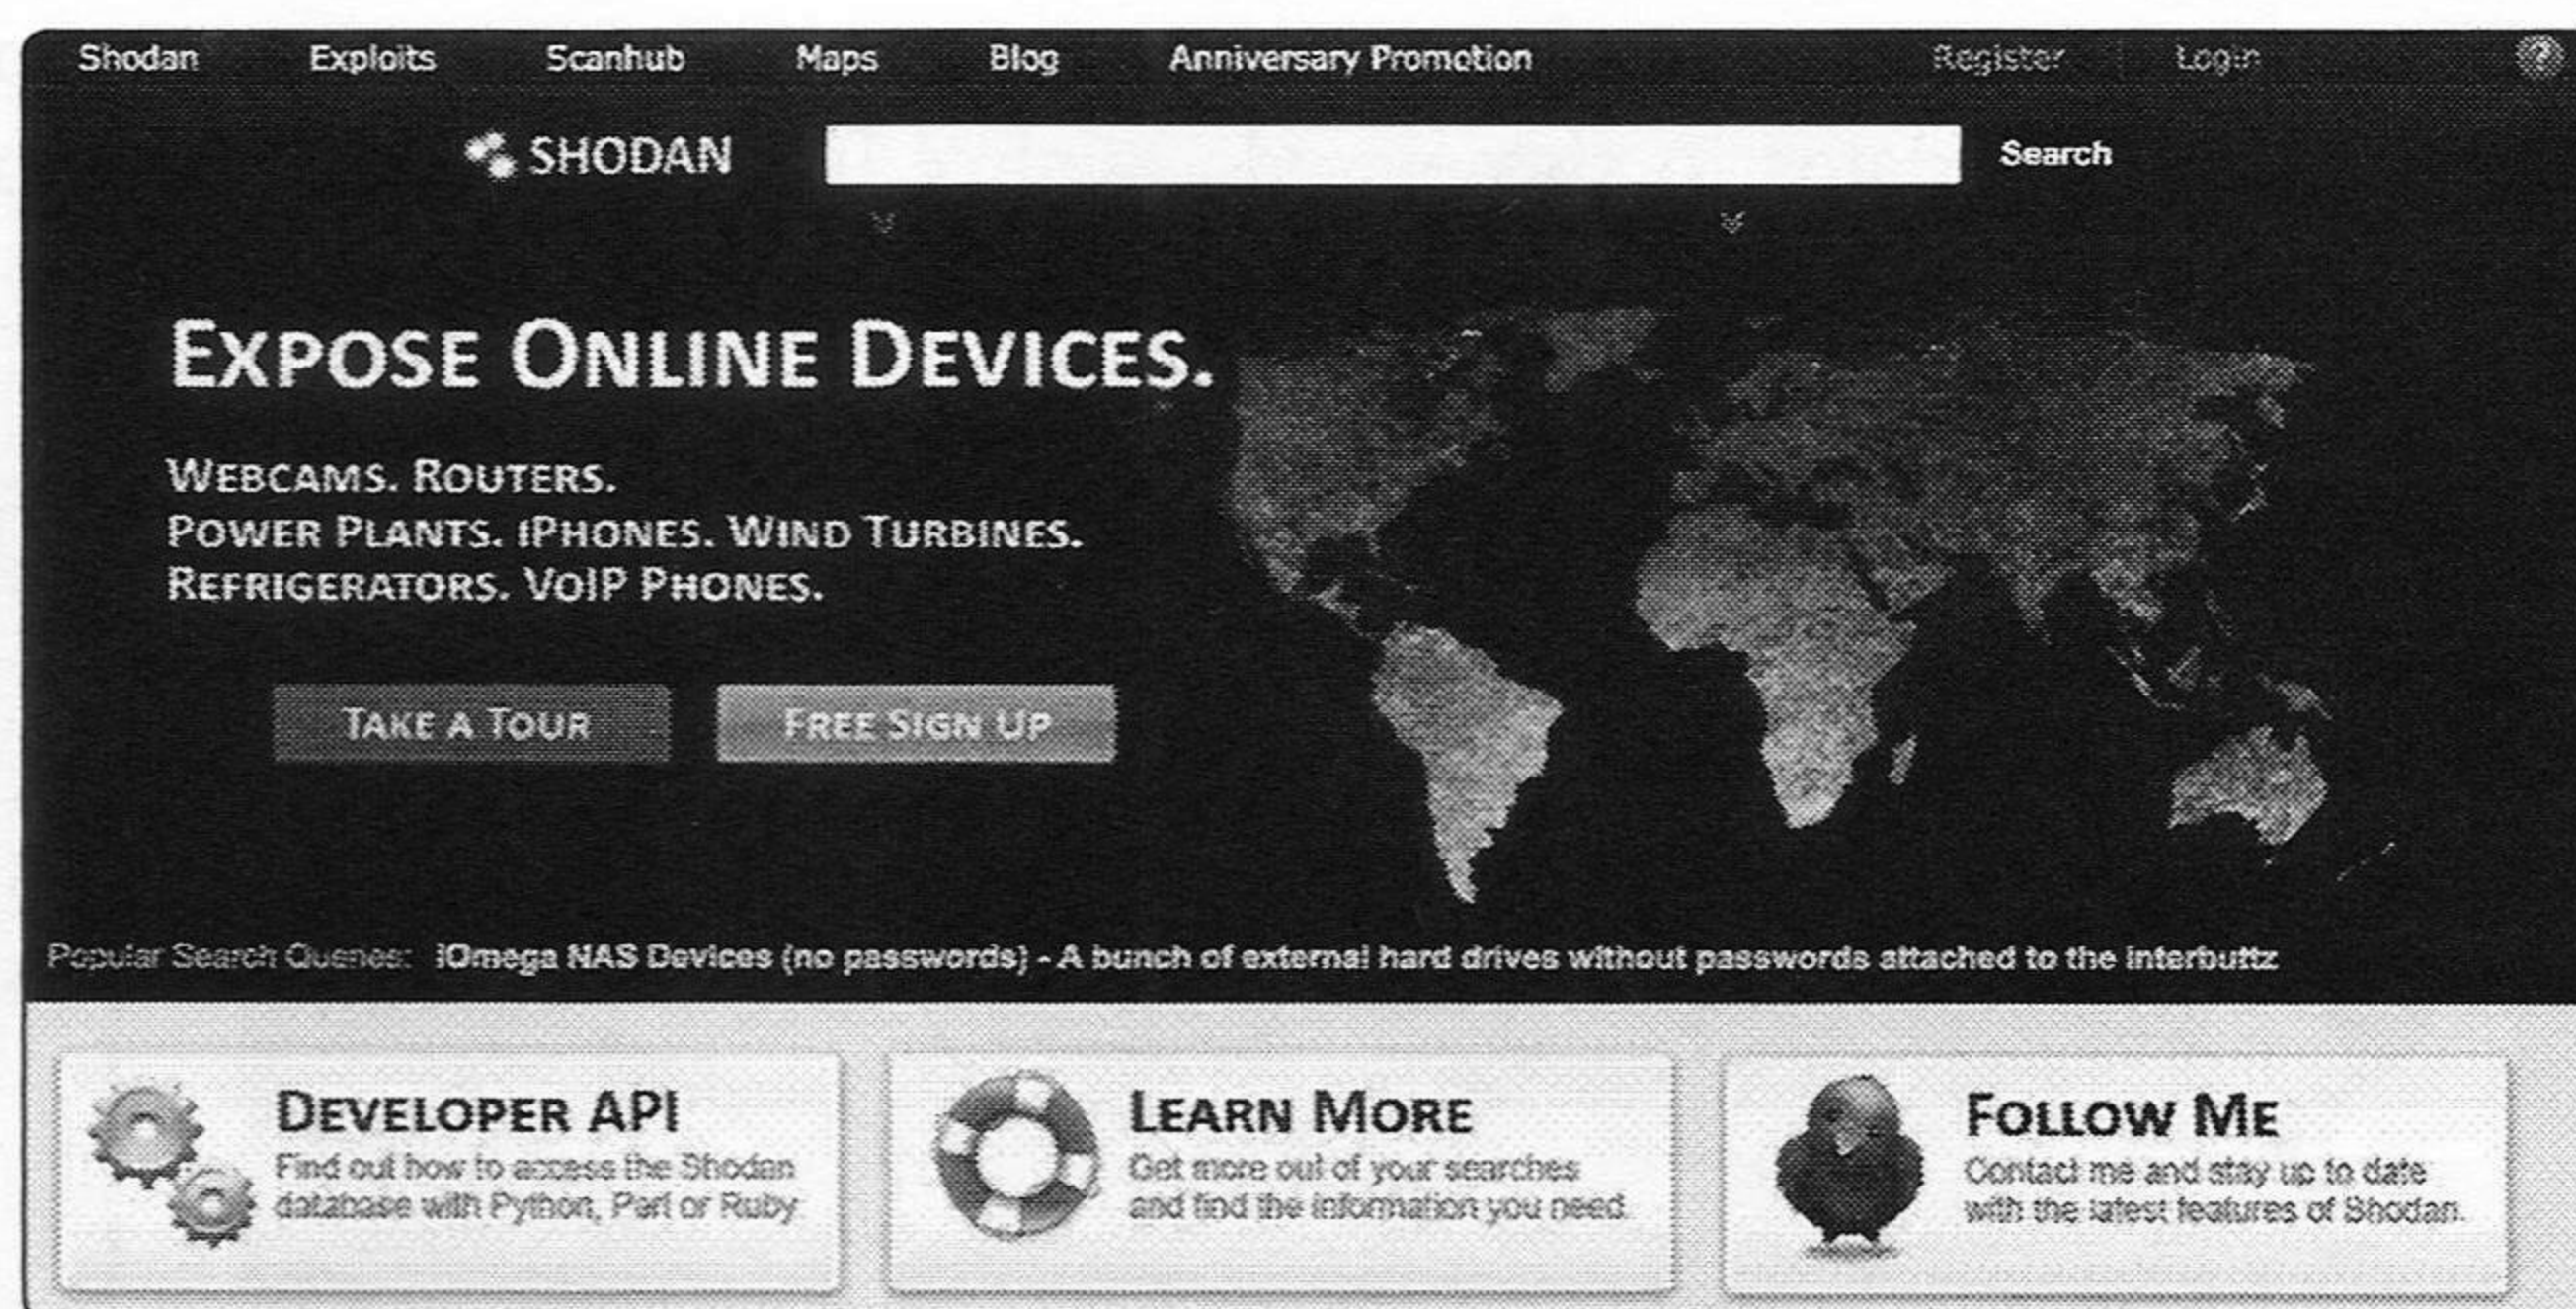 Shodan Exploits Scanhub Maps Blog Anniversary Promotion Register Login ?
SHODAN Search
EXPOSE ONLINE DEVICES.
WEBCAMS. ROUTERS.
POWER PLANTS. IPHONES. WIND TURBINES.
REFRIGERATORS. VOIP PHONES.
TAKE A TOUR FREE SIGN UP
Popular Search Queries: iOmega NAS Devices (no passwords) - A bunch of external hard drives without passwords attached to the interbuttz
DEVELOPER API
Find out how to access the Shodan
database with Python, Perl or Ruby.
LEARN MORE
Get more out of your searches
and find the information you need.
FOLLOW ME
Contact me and stay up to date
with the latest features of Shodan.